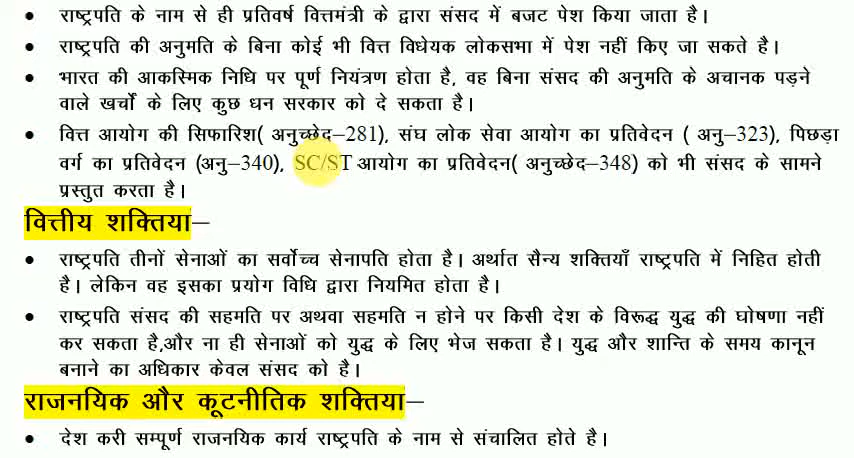 • राष्ट्रपति के नाम से ही प्रतिवर्ष वित्तमंत्री के द्वारा संसद में बजट पेश किया जाता है।
• राष्ट्रपति की अनुमति के बिना कोई भी वित्त विधेयक लोकसभा में पेश नहीं किए जा सकते है।
• भारत की आकस्मिक निधि पर पूर्ण नियंत्रण होता है, वह बिना संसद की अनुमति के अचानक पड़ने
वाले खर्चो के लिए कुछ धन सरकार को दे सकता है।
• वित्त आयोग की सिफारिश( अनुच्छेद–281), संघ लोक सेवा आयोग का प्रतिवेदन ( अनु–323), पिछड़ा
वर्ग का प्रतिवेदन (अनु–340), SC/ST आयोग का प्रतिवेदन( अनुच्छेद–348) को भी संसद के सामने
प्रस्तुत करता है।
वित्तीय शक्तिया–
• राष्ट्रपति तीनों सेनाओं का सर्वोच्च सेनापति होता है। अर्थात सैन्य शक्तियाँ राष्ट्रपति में निहित होती
है। लेकिन वह इसका प्रयोग विधि द्वारा नियमित होता है।
• राष्ट्रपति संसद की सहमति पर अथवा सहमति न होने पर किसी देश के विरूद्ध युद्ध की घोषणा नहीं
कर सकता है,और ना ही सेनाओं को युद्ध के लिए भेज सकता है। युद्ध और शान्ति के समय कानून
बनाने का अधिकार केवल संसद को है।
राजनयिक और कूटनीतिक शक्तिया–
• देश करी सम्पूर्ण राजनयिक कार्य राष्ट्रपति के नाम से संचालित होते है।